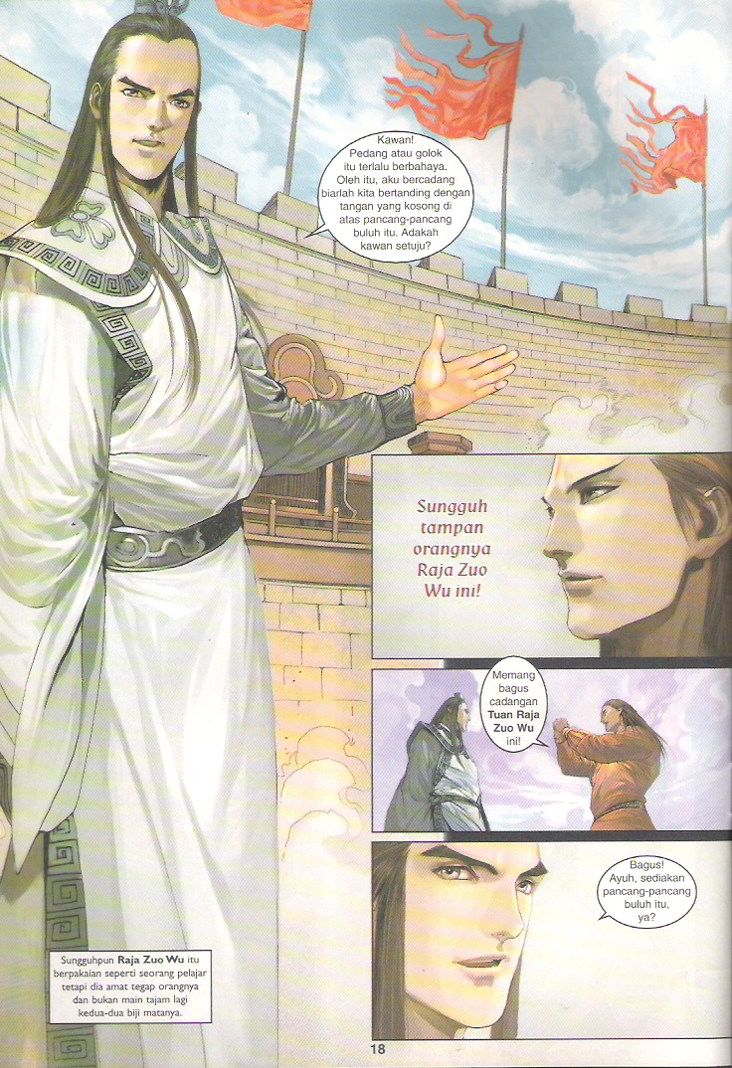 Kawan!
Pedang atau golok
itu terlalu berbahaya.
Oleh itu, aku bercadang
biarlah kita bertanding dengan
tangan yang kosong di
atas pancang-pancang
buluh itu. Adakah
kawan setuju?
Sungguh
tampan
orangnya
Raja Zuo
Wu ini!
Memang
bagus
cadangan
Tuan Raja
Zuo Wu
ini!
Bagus!
Ayuh, sediakan
pancang-pancang
buluh itu,
ya?
Sungguhpun Raja Zuo Wu itu
berpakaian seperti seorang pelajar
tetapi dia amat tegap orangnya
dan bukan main tajam lagi
kedua-dua biji matanya.
18